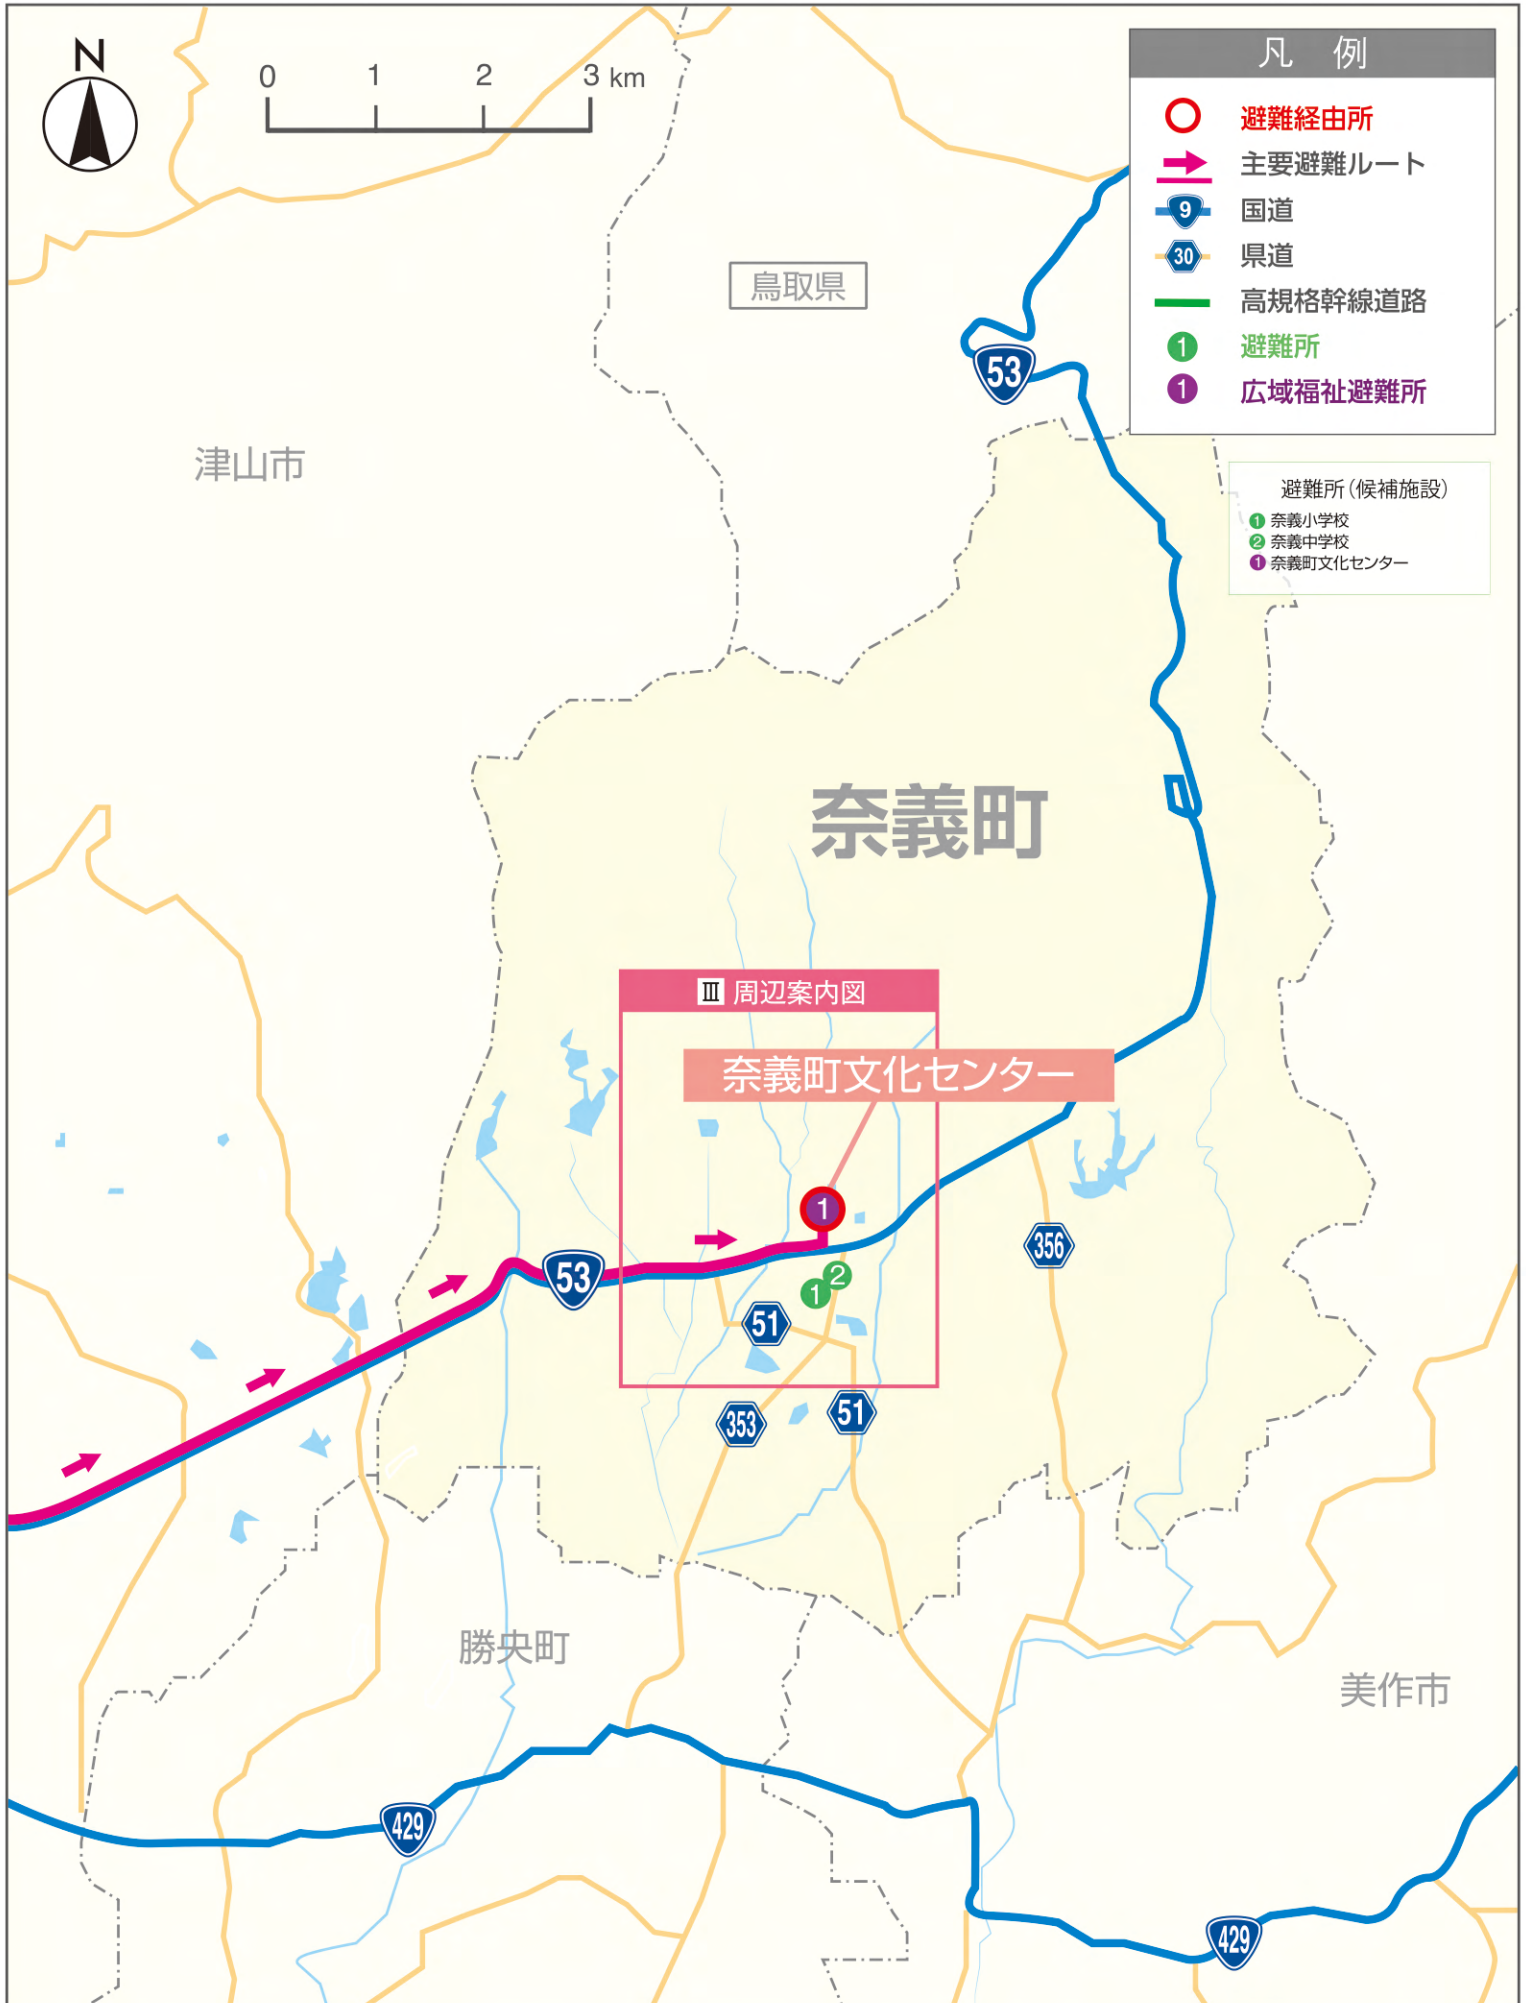 N
0 1 2 3 km
凡 例
避難経由所
主要避難ルート
9 国道
30 県道
高規格幹線道路
1 避難所
1 広域福祉避難所
鳥取県
53
津山市
避難所(候補施設)
1 奈義小学校
2 奈義中学校
1 奈義町文化センター
奈義町
Ⅲ 周辺案内図
奈義町文化センター
1
356
53
2
1
51
353
51
勝央町
美作市
429
429